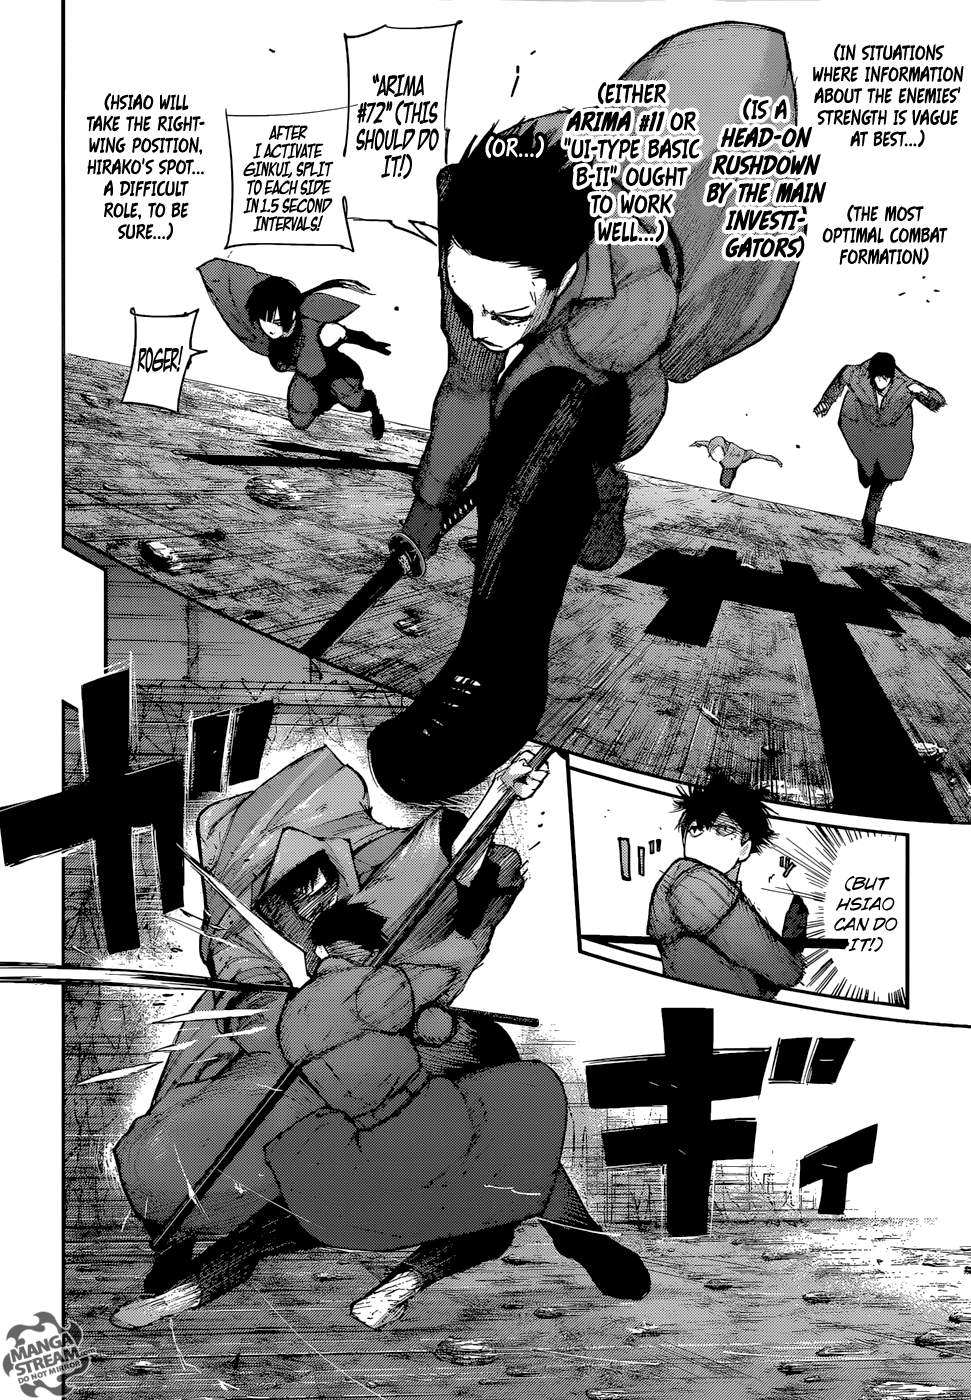 (IN SITUATIONS
WHERE INFORMATION
ABOUT THE ENEMIES'
STRENGTH IS VAGUE
AT BEST...)
(THE MOST
OPTIMAL COMBAT
FORMATION)
(IS A
HEAD-ON
RUSHDOWN
BY THE MAIN
INVESTI-
GATORS)
(EITHER
ARIMA #11 OR
"UI-TYPE BASIC
B-II" OUGHT
TO WORK
WELL...)
(OR...)
"ARIMA
#72" (THIS
SHOULD DO
IT!)
AFTER
I ACTIVATE
GINKUI, SPLIT
TO EACH SIDE
IN 1.5 SECOND
INTERVALS!
(HSIAO WILL
TAKE THE RIGHT-
WING POSITION,
HIRAKO'S SPOT...
A DIFFICULT
ROLE, TO BE
SURE...)
ROGER!
ザ
(BUT
HSIAO
CAN DO
IT!)
ガ
ギィ
MANGA
STREAM
DO NOT MIRROR